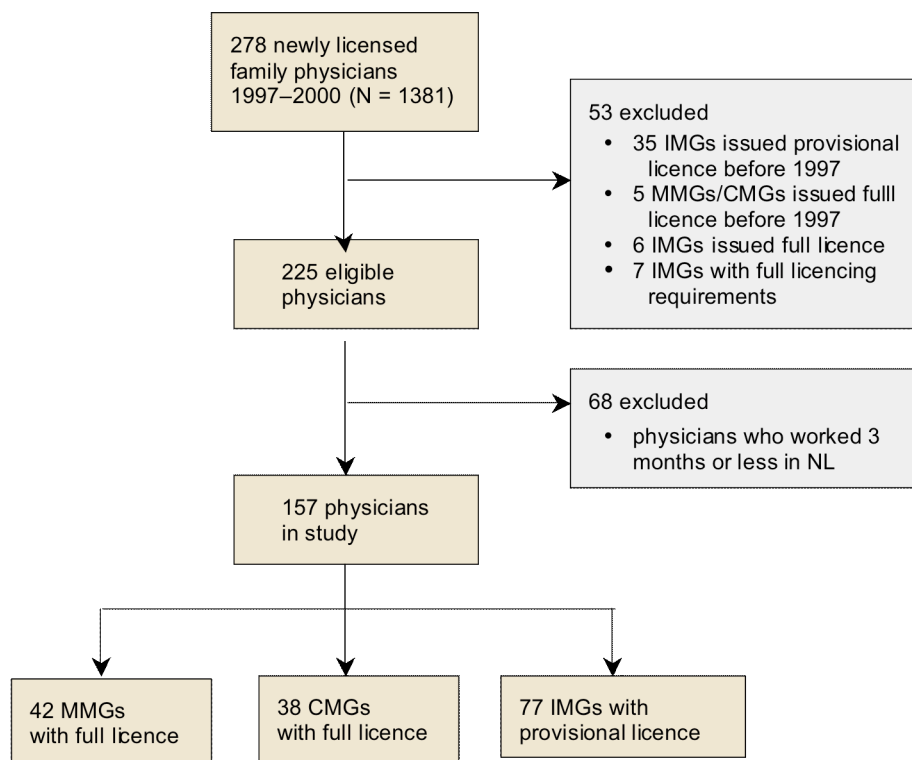 278 newly licensed
family physicians
1997–2000 (N = 1381)
53 excluded
• 35 IMGs issued provisional
licence before 1997
• 5 MMGs/CMGs issued fulll
licence before 1997
• 6 IMGs issued full licence
• 7 IMGs with full licencing
requirements
225 eligible
physicians
68 excluded
• physicians who worked 3
months or less in NL
157 physicians
in study
42 MMGs
with full licence
38 CMGs
with full licence
77 IMGs with
provisional licence